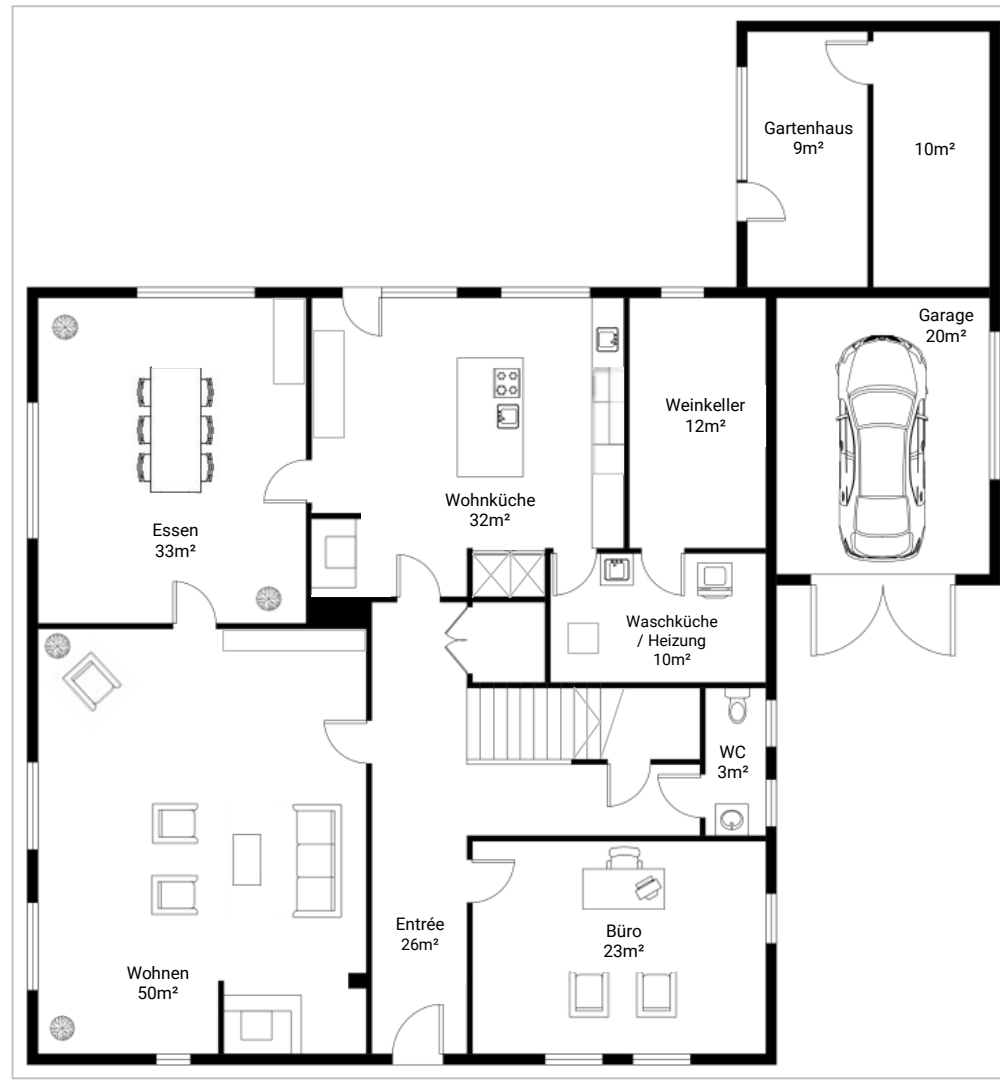 Gartenhaus
9m²
10m²
Garage
20m²
Weinkeller
12m²
Wohnküche
32m²
Essen
33m²
Waschküche
/ Heizung
10m²
WC
3m²
Entrée
26m²
Büro
23m²
Wohnen
50m²